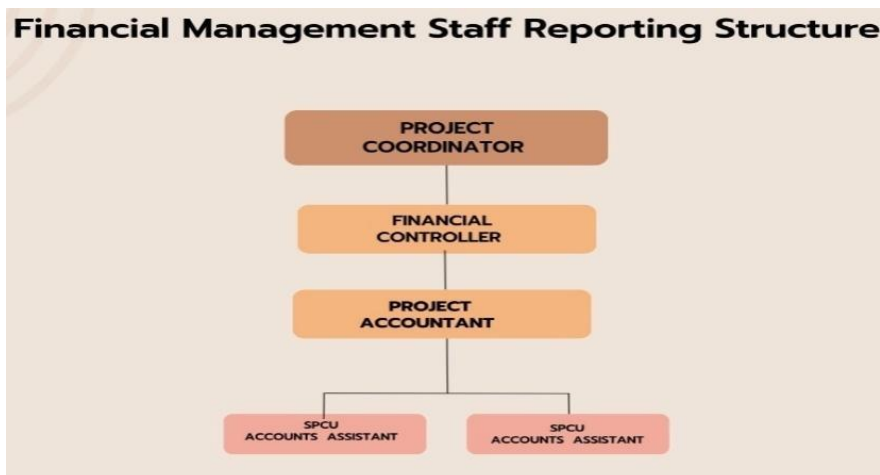 Financial Management Staff Reporting Structure
PROJECT
COORDINATOR
FINANCIAL
CONTROLLER
PROJECT
ACCOUNTANT
SPCU
ACCOUNTS ASSISTANT
SPCU
ACCOUNTS ASSISTANT